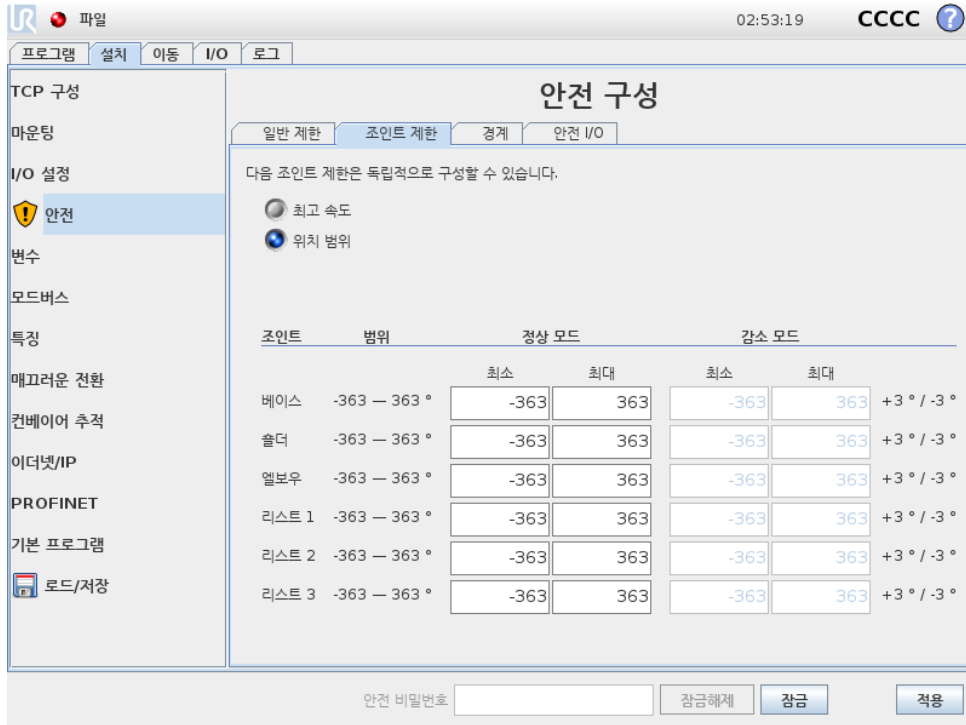 UR 파일 02:53:19 CCCC ?
프로그램 설치 이동 I/O 로그
TCP 구성
마운팅
I/O 설정
안전
변수
모드버스
특징
매끄러운 전환
컨베이어 추적
이더넷/IP
PROFINET
기본 프로그램
로드/저장
안전 구성
일반 제한 조인트 제한 경계 안전 I/O
다음 조인트 제한은 독립적으로 구성할 수 있습니다.
최고 속도
위치 범위
조인트 범위 정상 모드 감소 모드
최소 최대 최소 최대
베이스 -363 — 363 ° -363 363 -363 363 +3 ° / -3 °
숄더 -363 — 363 ° -363 363 -363 363 +3 ° / -3 °
엘보우 -363 — 363 ° -363 363 -363 363 +3 ° / -3 °
리스트 1 -363 — 363 ° -363 363 -363 363 +3 ° / -3 °
리스트 2 -363 — 363 ° -363 363 -363 363 +3 ° / -3 °
리스트 3 -363 — 363 ° -363 363 -363 363 +3 ° / -3 °
안전 비밀번호 잠금해제 잠금 적용